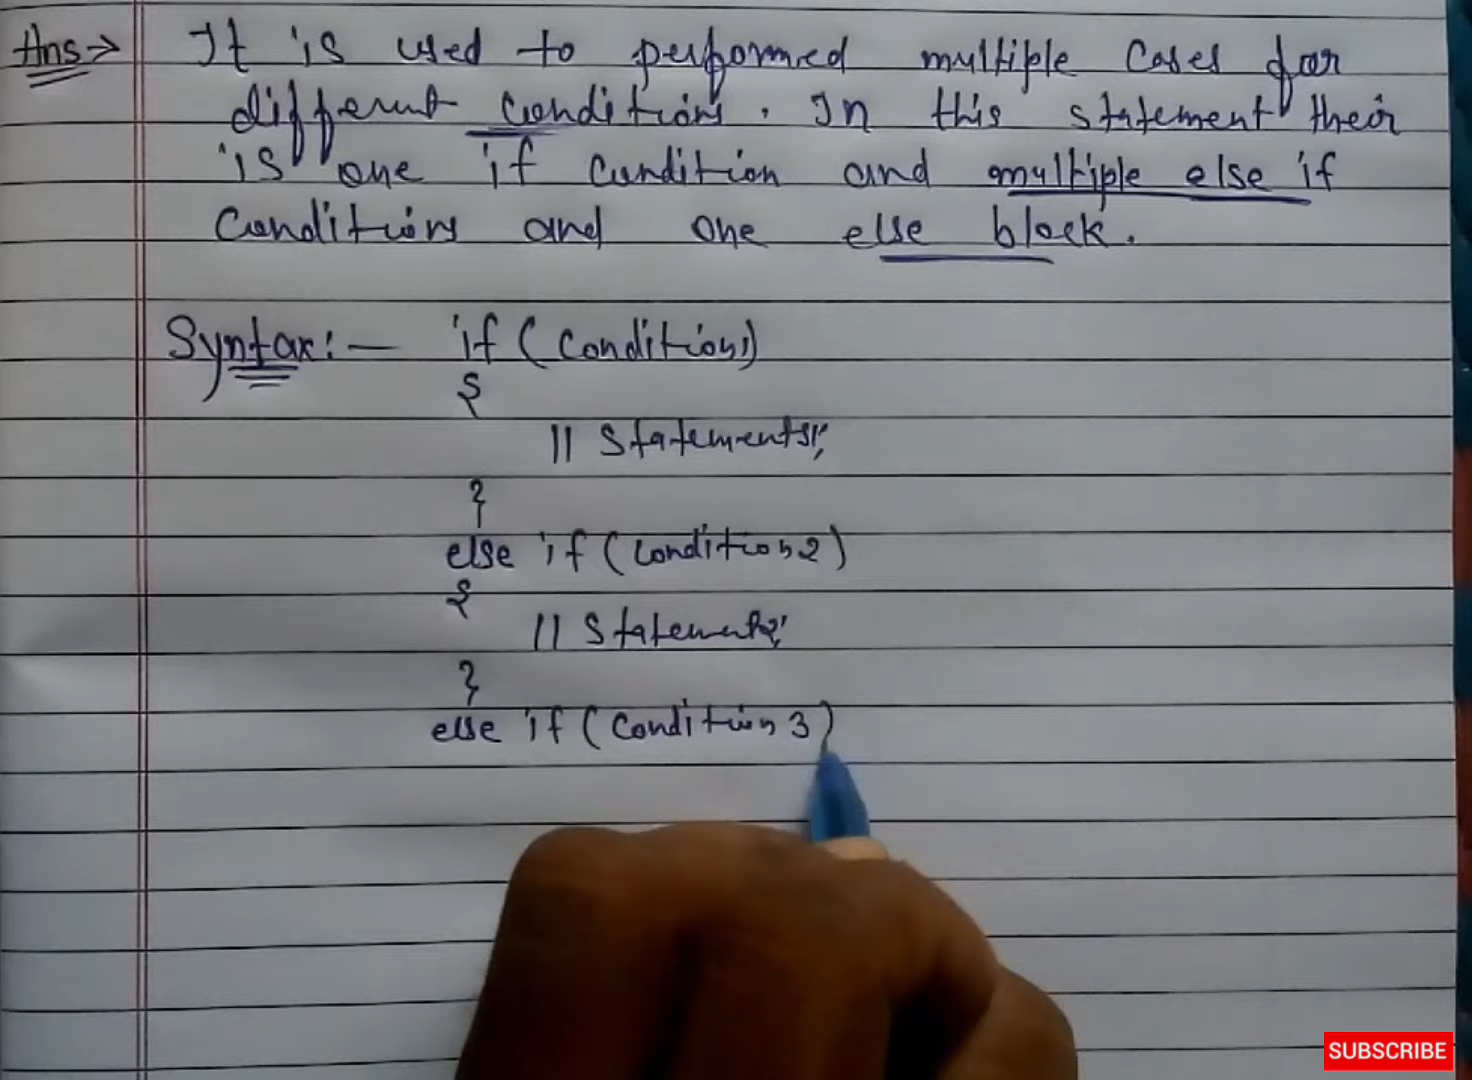 Ans → It is used to performed multiple cases for
different conditions. In this statement their
is one if condition and multiple else if
Conditions and one else block.
Syntax:— if (Condition1)
{
// Statements1;
}
else if (Condition2)
{
// Statement2;
}
else if (Condition 3)
SUBSCRIBE